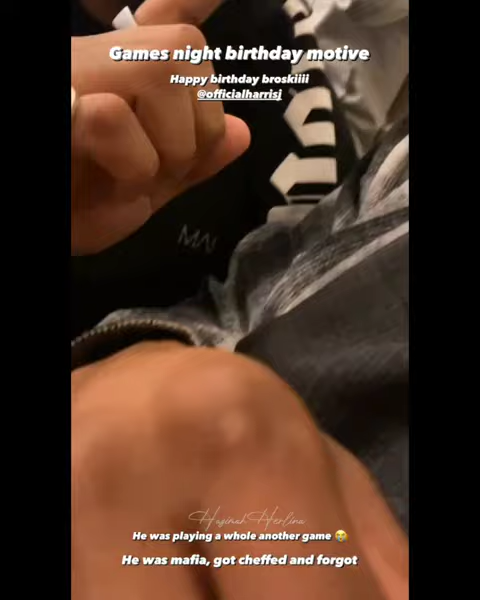 Games night birthday motive
Happy birthday broskiiii
@officialharrisj
He was playing a whole another game 😭
He was mafia, got cheffed and forgot